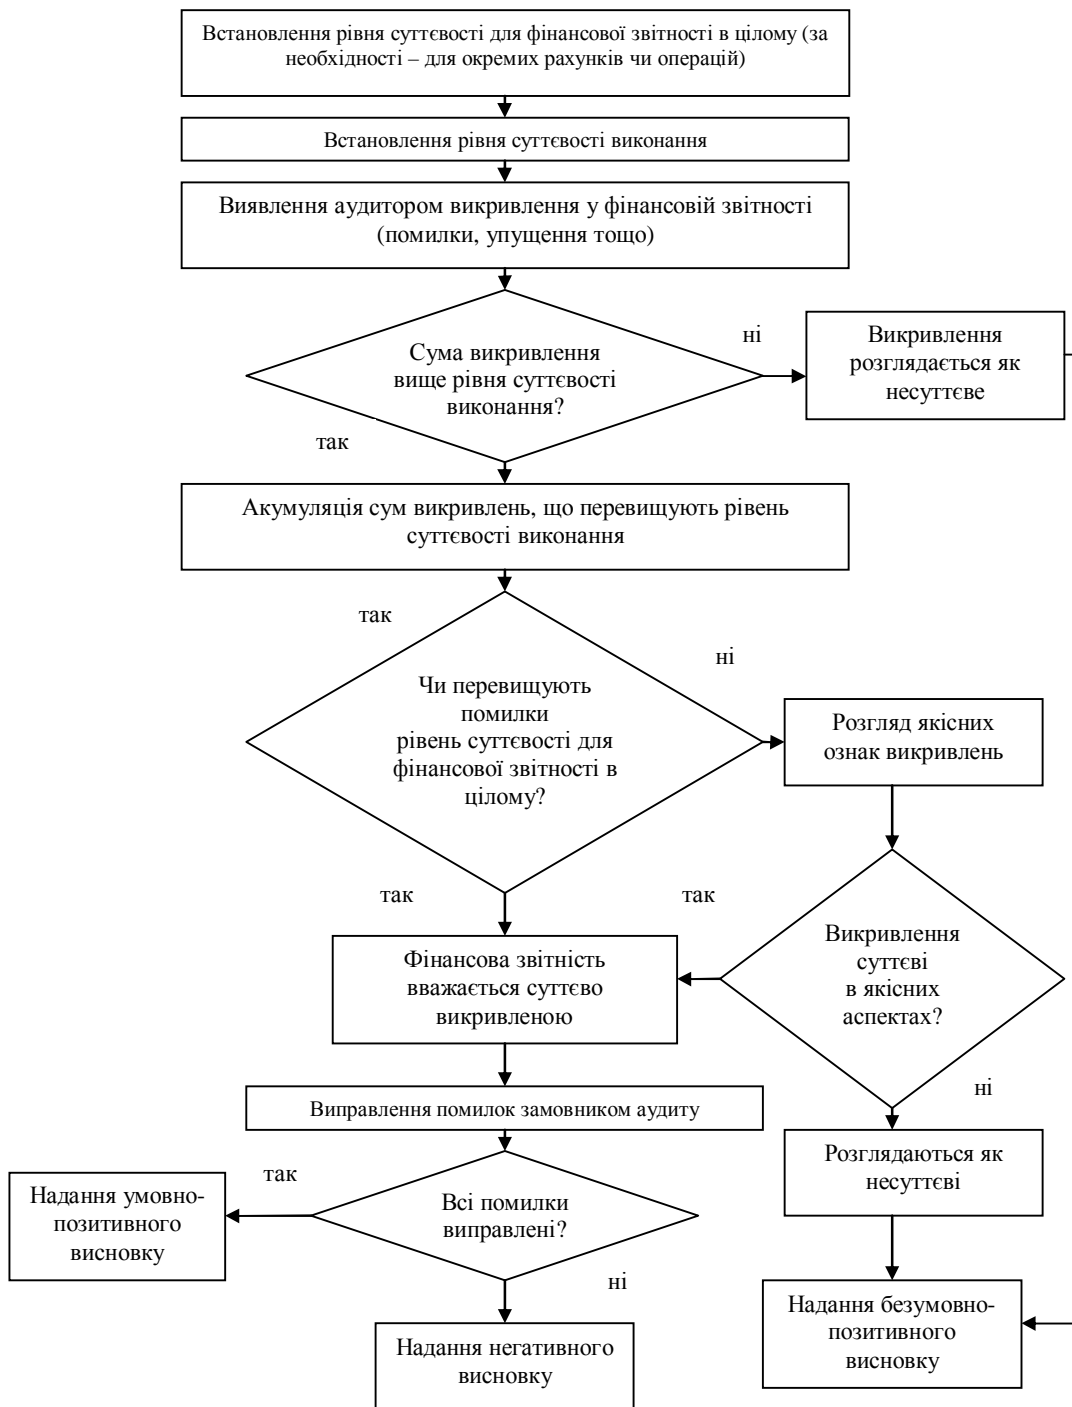 Встановлення рівня суттєвості для фінансової звітності в цілому (за
необхідності – для окремих рахунків чи операцій)
Встановлення рівня суттєвості виконання
Виявлення аудитором викривлення у фінансовій звітності
(помилки, упущення тощо)
Сума викривлення
вище рівня суттєвості
виконання?
ні
Викривлення
розглядається як
несуттєве
так
Акумуляція сум викривлень, що перевищують рівень
суттєвості виконання
так
ні
Чи перевищують
помилки
рівень суттєвості для
фінансової звітності в
цілому?
Розгляд якісних
ознак викривлень
так
так
Фінансова звітність
вважається суттєво
викривленою
Викривлення
суттєві
в якісних
аспектах?
ні
Виправлення помилок замовником аудиту
Розглядаються як
несуттєві
так
Всі помилки
виправлені?
Надання умовно-
позитивного
висновку
ні
Надання негативного
висновку
Надання безумовно-
позитивного
висновку